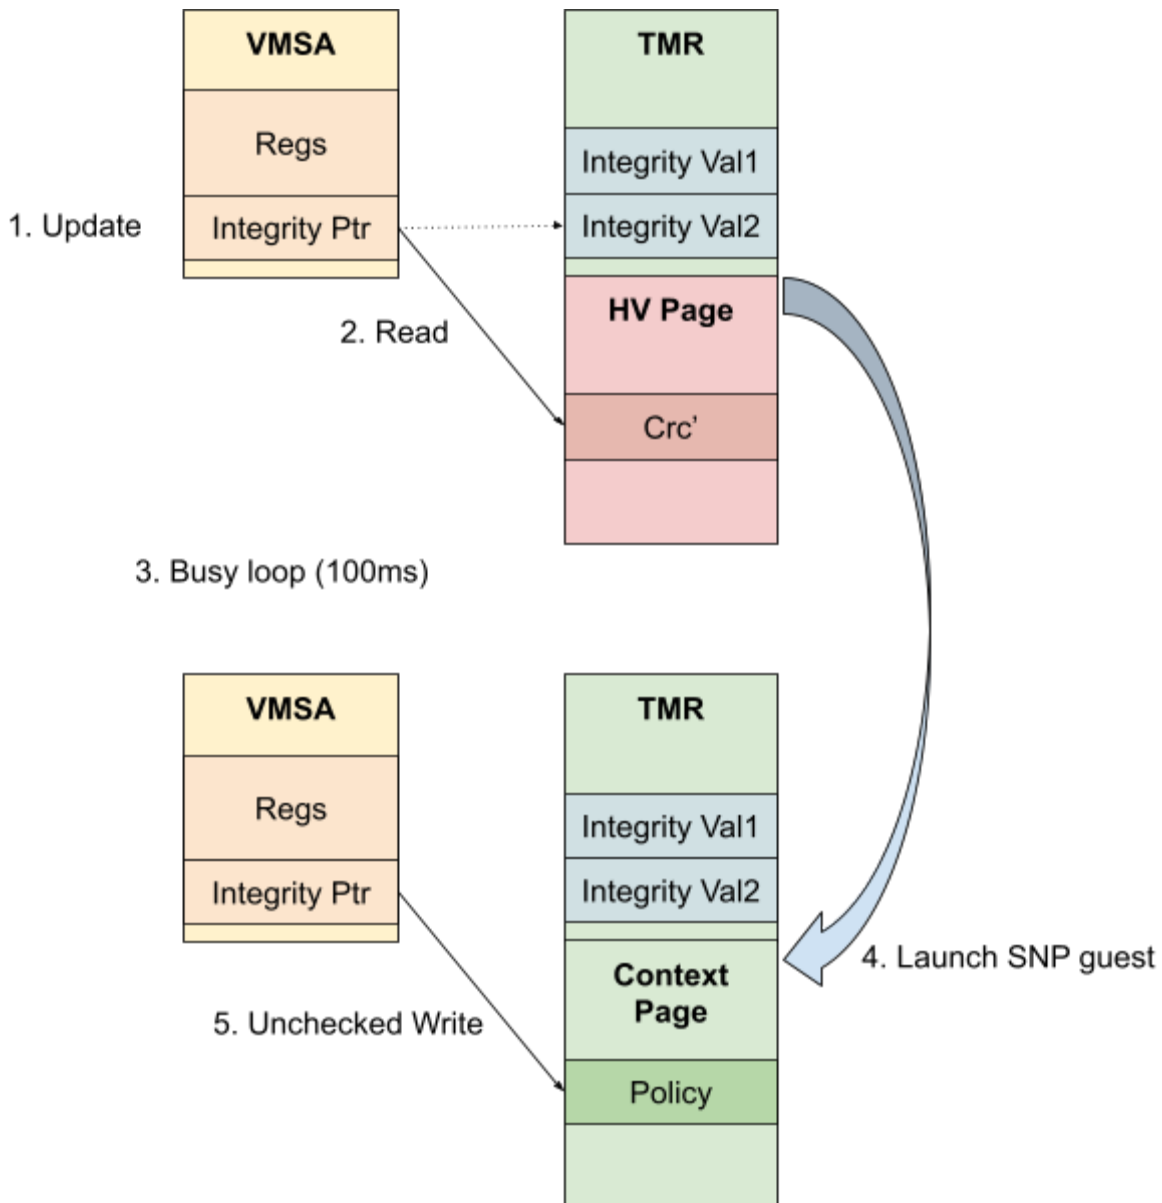 VMSA
TMR
Regs
Integrity Val1
1. Update
Integrity Ptr
Integrity Val2
HV Page
2. Read
Crc’
3. Busy loop (100ms)
VMSA
TMR
Regs
Integrity Val1
Integrity Ptr
Integrity Val2
4. Launch SNP guest
Context
Page
5. Unchecked Write
Policy